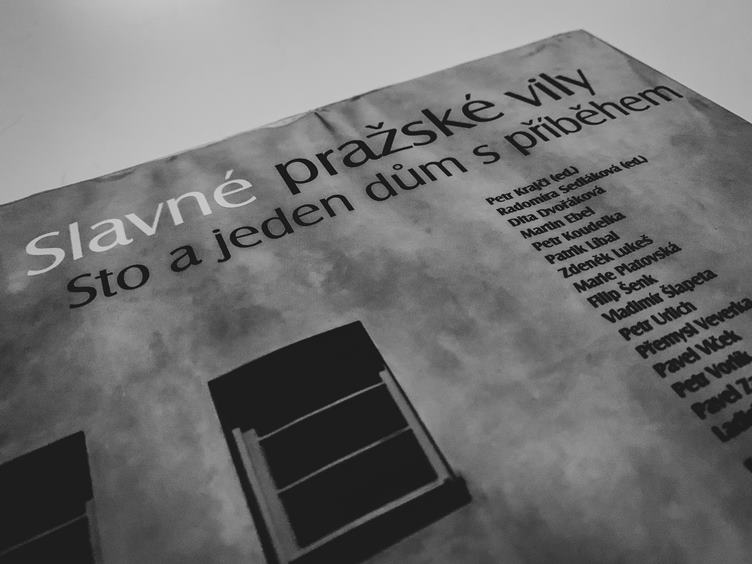 slavné pražské vily
Sto a jeden dům s příběhem
Petr Krajči (ed.)
Radomíra Sedláková (ed.)
Dita Dvořáková
Martin Ebel
Petr Koudelka
Patrik Líbal
Zdeněk Lukeš
Marie Platovská
Filip Šenk
Vladimír Šlapeta
Petr Urlich
Přemysl Veverka
Pavel Vlček
Petr Vorlík
Pavel